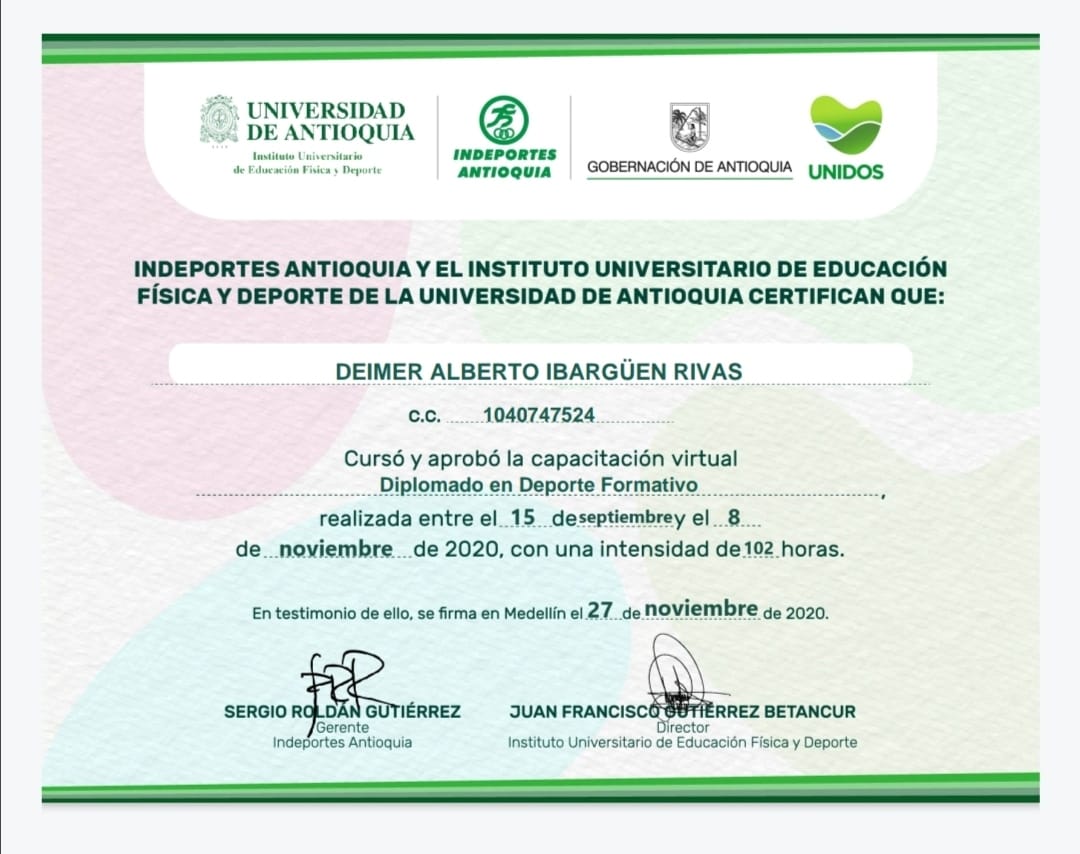 UNIVERSIDAD
DE ANTIOQUIA
Instituto Universitario
de Educación Física y Deporte
INDEPORTES
ANTIOQUIA
GOBERNACIÓN DE ANTIOQUIA
UNIDOS
INDEPORTES ANTIOQUIA Y EL INSTITUTO UNIVERSITARIO DE EDUCACIÓN
FÍSICA Y DEPORTE DE LA UNIVERSIDAD DE ANTIOQUIA CERTIFICAN QUE:
DEIMER ALBERTO IBARGÜEN RIVAS
C.C. 1040747524
Cursó y aprobó la capacitación virtual
Diplomado en Deporte Formativo,
realizada entre el 15 de septiembre y el 8
de noviembre de 2020, con una intensidad de 102 horas.
En testimonio de ello, se firma en Medellín el 27 de noviembre de 2020.
SERGIO ROLDÁN GUTIÉRREZ
Gerente
Indeportes Antioquia
JUAN FRANCISCO GUTIÉRREZ BETANCUR
Director
Instituto Universitario de Educación Física y Deporte